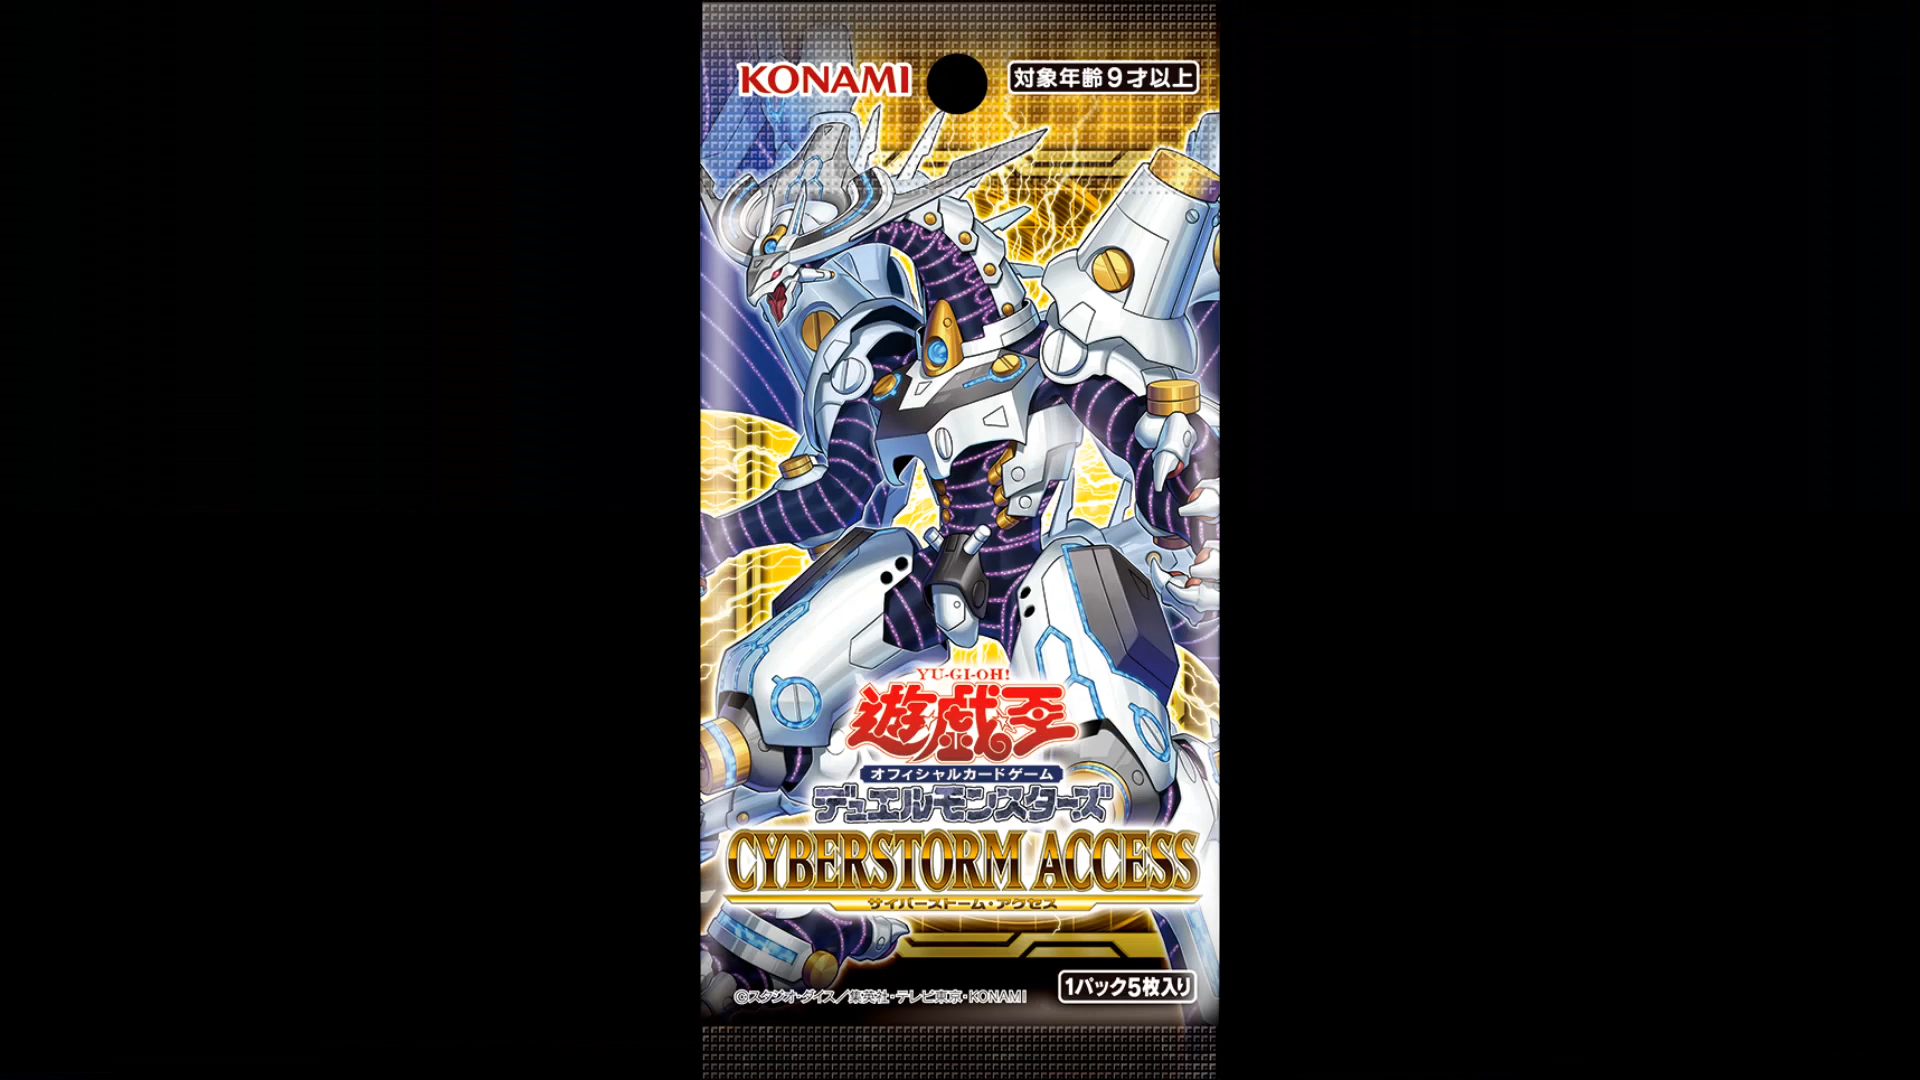 KONAMI
対象年齢9才以上
YU-GI-OH!
遊戯王
オフィシャルカードゲーム
デュエルモンスターズ
CYBERSTORM ACCESS
サイバーストーム・アクセス
1パック5枚入り
©スタジオ・ダイス/集英社・テレビ東京・KONAMI